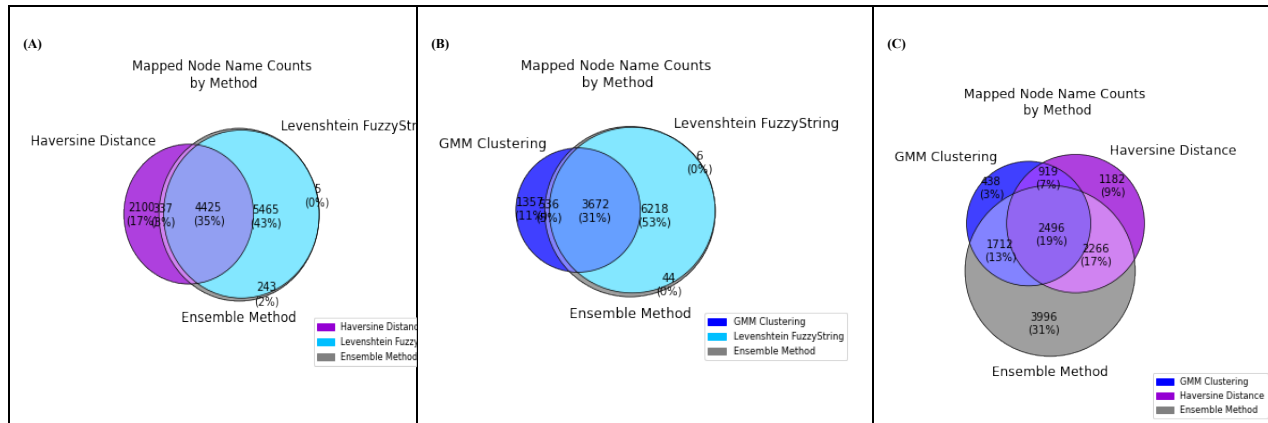 (A)
Mapped Node Name Counts
by Method
Haversine Distance
Levenshtein FuzzyStr
5
(0%)
2100
(17%)
337
(3%)
4425
(35%)
5465
(43%)
243
(2%)
Ensemble Method
Haversine Distanc
Levenshtein Fuzzy
Ensemble Method
(B)
Mapped Node Name Counts
by Method
GMM Clustering
Levenshtein FuzzyString
6
(0%)
1357
(11%)
536
3672
(31%)
6218
(53%)
44
(0%)
Ensemble Method
GMM Clustering
Levenshtein FuzzyString
Ensemble Method
(C)
Mapped Node Name Counts
by Method
GMM Clustering
Haversine Distance
438
(3%)
919
(7%)
1182
(9%)
1712
(13%)
2496
(19%)
2266
(17%)
3996
(31%)
Ensemble Method
GMM Clustering
Haversine Distance
Ensemble Method